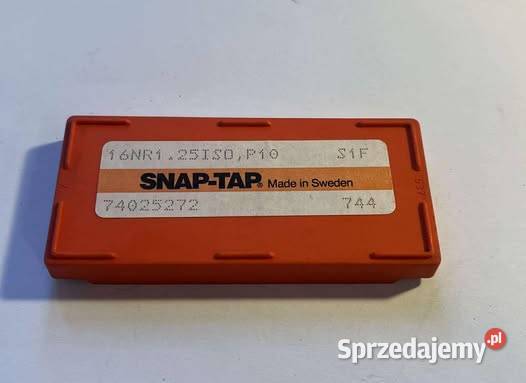 16NR1.25ISO,P10 S1F
SNAP-TAP® Made in Sweden
74025272 744
Sprzedajemy.pl